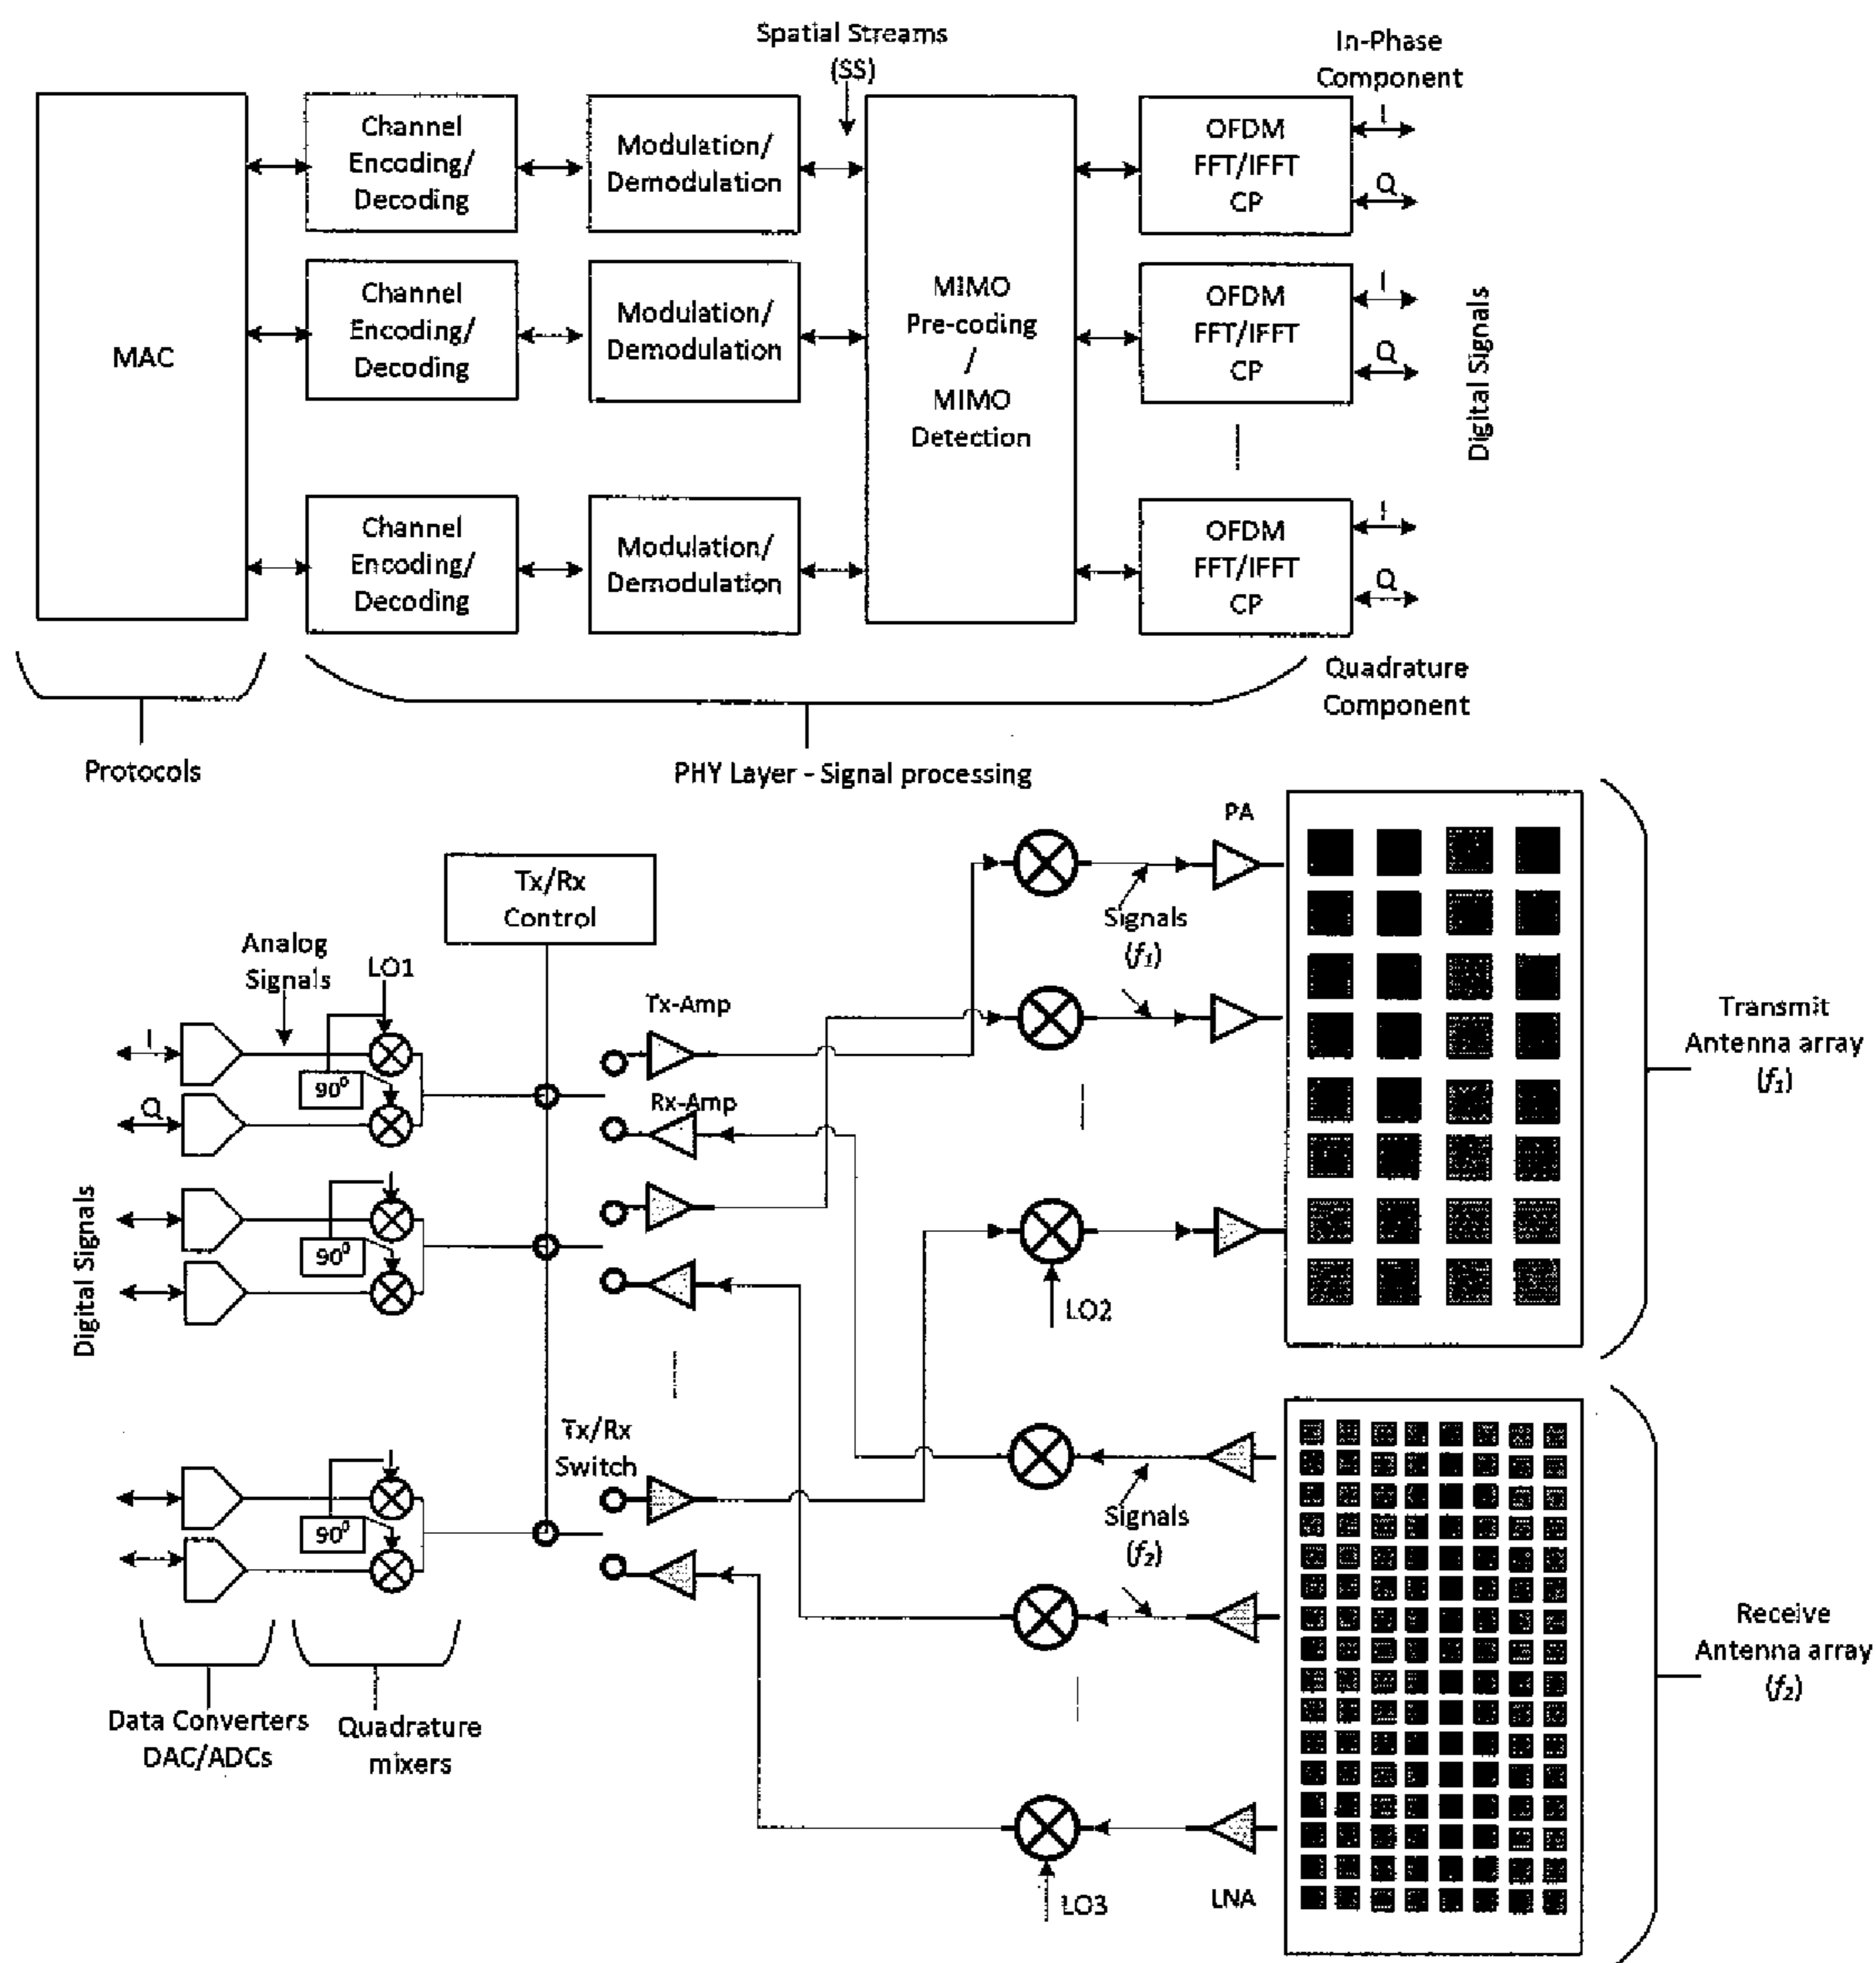 Spatial Streams
(SS)
In-Phase
Component
MAC
Channel
Encoding/
Decoding
Modulation/
Demodulation
OFDM
FFT/IFFT
CP
I
Q
Channel
Encoding/
Decoding
Modulation/
Demodulation
MIMO
Pre-coding
/
MIMO
Detection
OFDM
FFT/IFFT
CP
I
Q
Digital Signals
Channel
Encoding/
Decoding
Modulation/
Demodulation
OFDM
FFT/IFFT
CP
I
Q
Quadrature
Component
Protocols
PHY Layer - Signal processing
Tx/Rx
Control
PA
Signals
(f₁)
Analog
Signals
LO1
Tx-Amp
Transmit
Antenna array
(f₁)
I
90⁰
Q
Rx-Amp
Digital Signals
90⁰
LO2
Tx/Rx
Switch
90⁰
Signals
(f₂)
Receive
Antenna array
(f₂)
Data Converters
DAC/ADCs
Quadrature
mixers
LO3
LNA